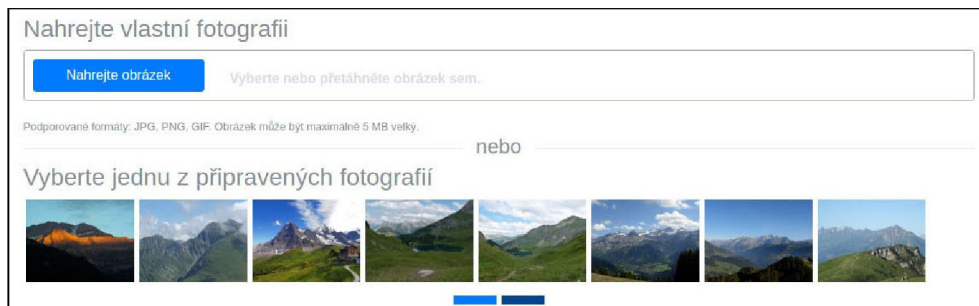 Nahrejte vlastní fotografii
Nahrejte obrázek
Vyberte nebo přetáhněte obrázek sem.
Podporované formáty: JPG, PNG, GIF. Obrázek může být maximálně 5 MB velký.
nebo
Vyberte jednu z připravených fotografií